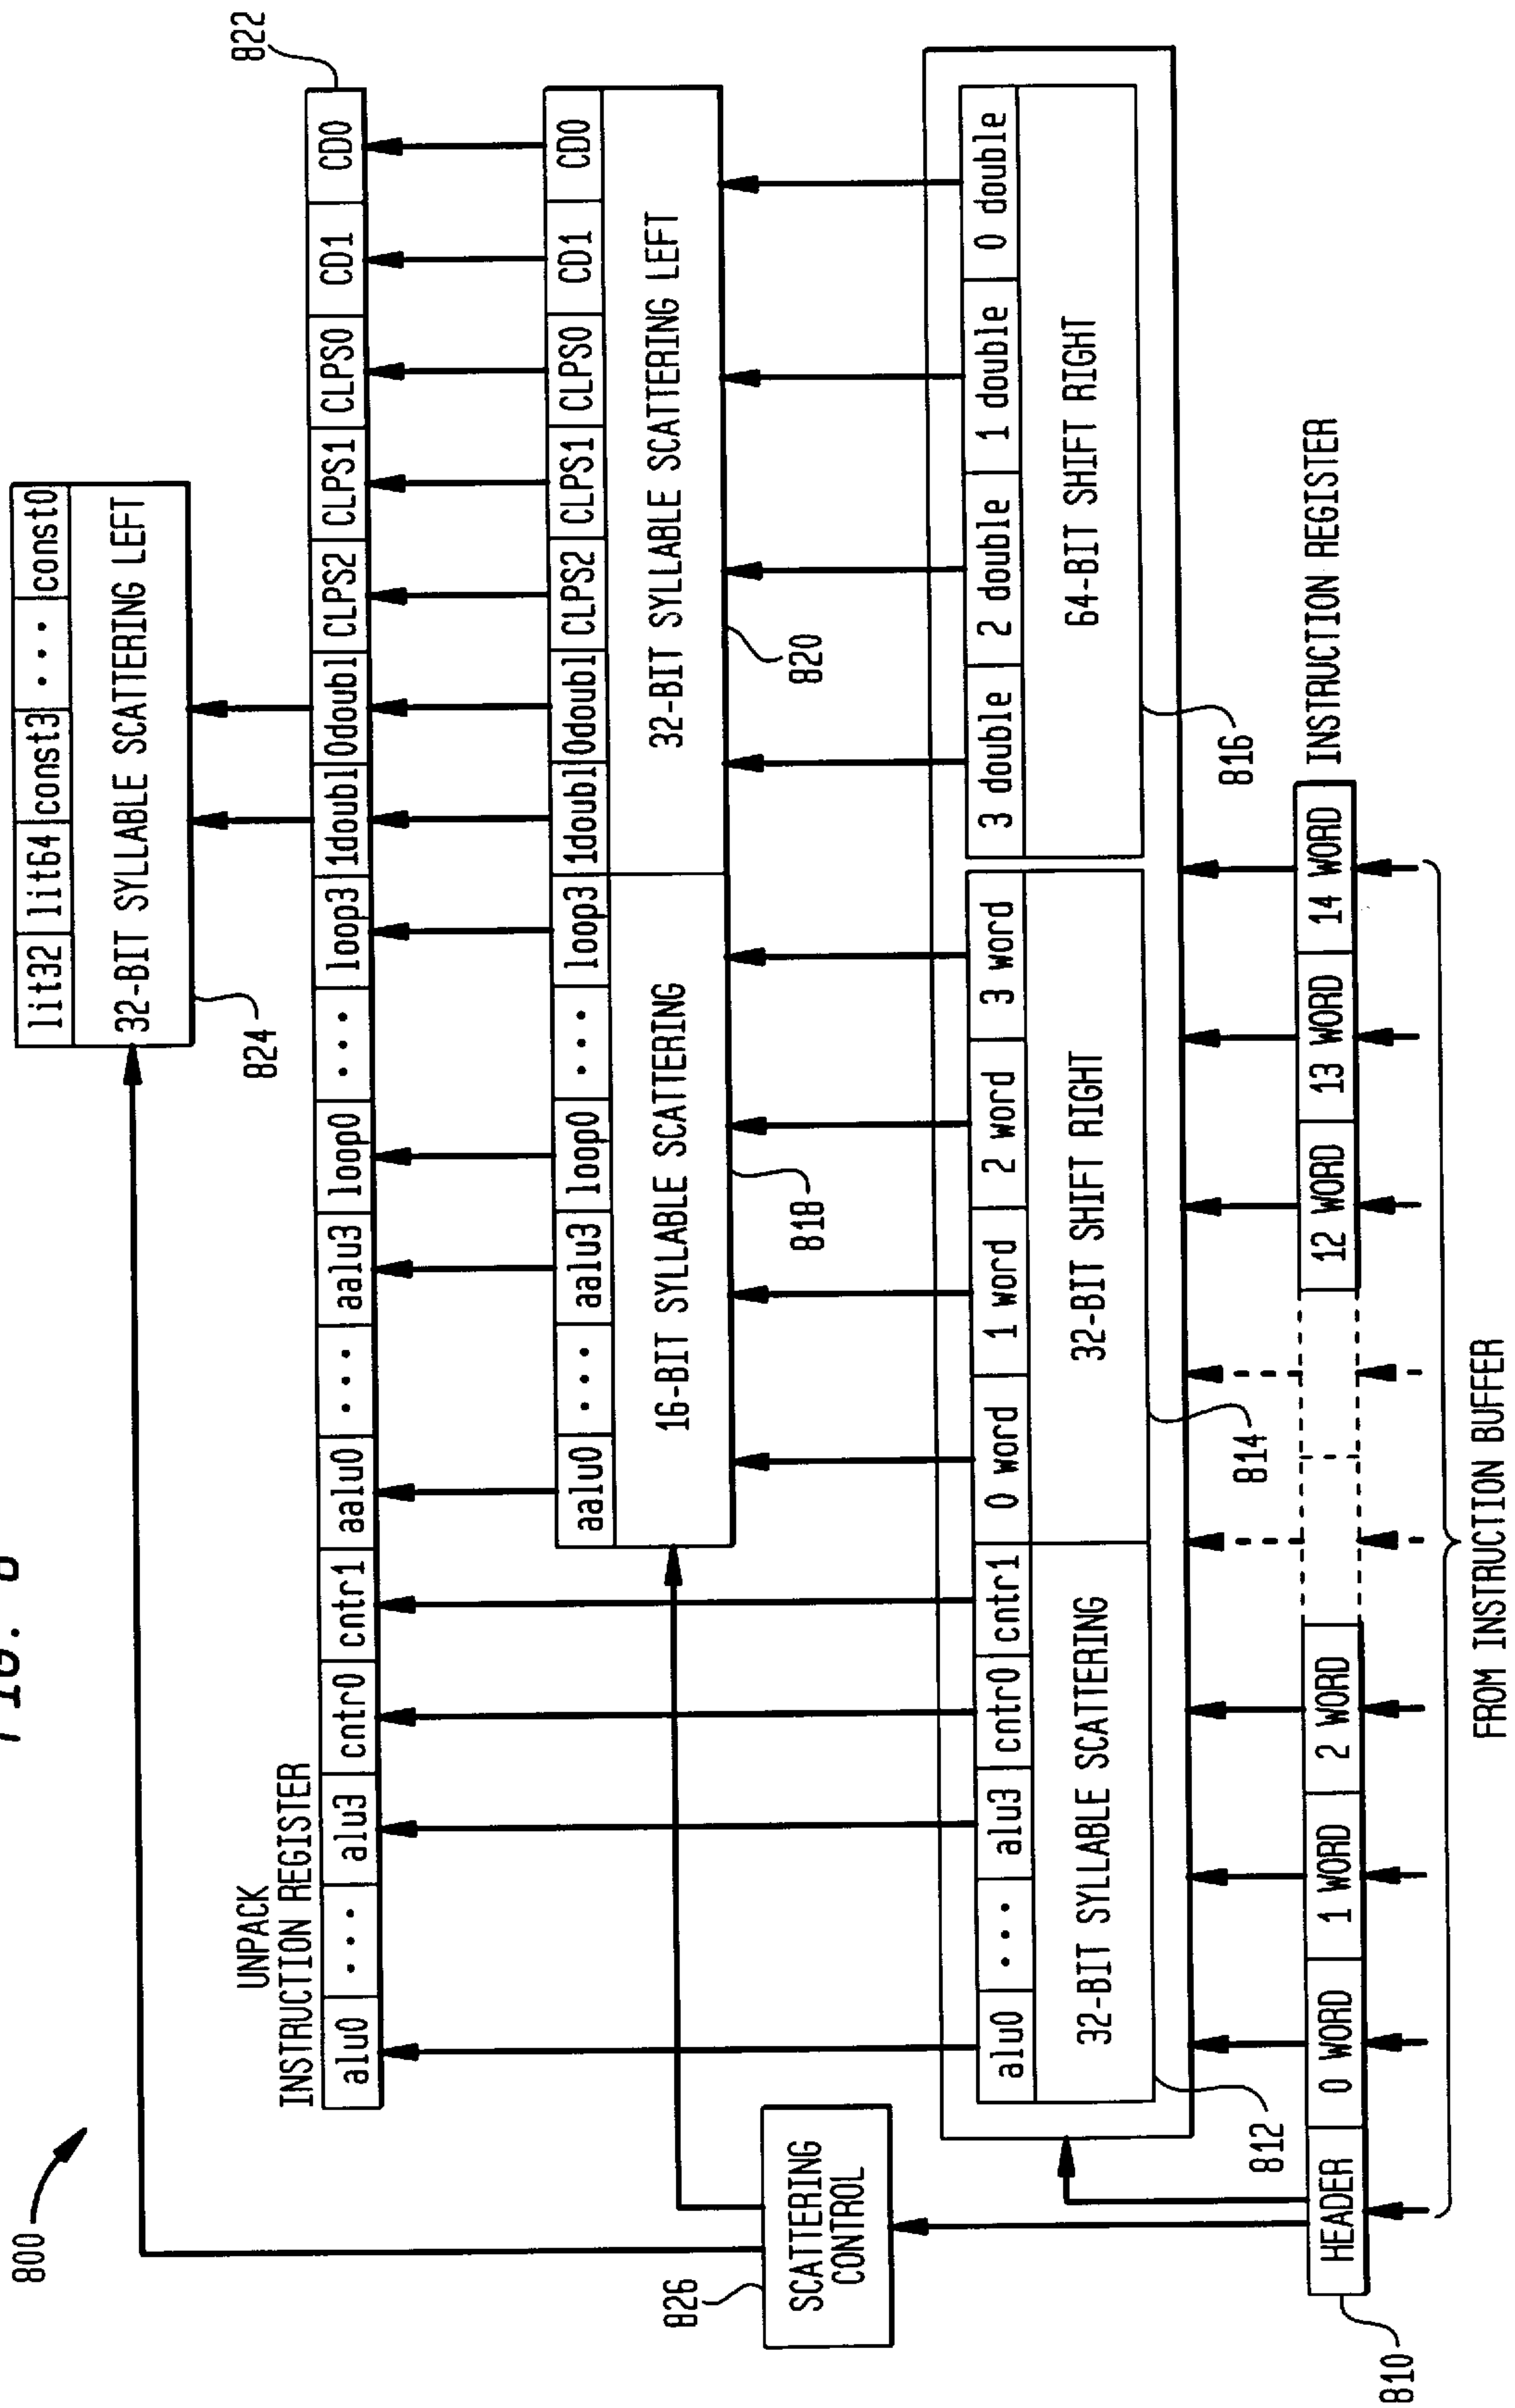 FIG. 8
800
lit32 lit64 const3 ... const0
32-BIT SYLLABLE SCATTERING LEFT
824
UNPACK
INSTRUCTION REGISTER
822
alu0 ... alu3 cntr0 cntr1 aalu0 ... aalu3 loop0 ... loop3 1doubl 0doubl CLPS2 CLPS1 CLPS0 CD1 CD0
aalu0 ... aalu3 loop0 ... loop3 1doubl 0doubl CLPS2 CLPS1 CLPS0 CD1 CD0
16-BIT SYLLABLE SCATTERING
32-BIT SYLLABLE SCATTERING LEFT
818
820
826
SCATTERING
CONTROL
alu0 ... alu3 cntr0 cntr1 0 word 1 word 2 word 3 word 3 double 2 double 1 double 0 double
32-BIT SYLLABLE SCATTERING
32-BIT SHIFT RIGHT
64-BIT SHIFT RIGHT
812
814
816
HEADER 0 WORD 1 WORD 2 WORD 12 WORD 13 WORD 14 WORD
INSTRUCTION REGISTER
810
FROM INSTRUCTION BUFFER